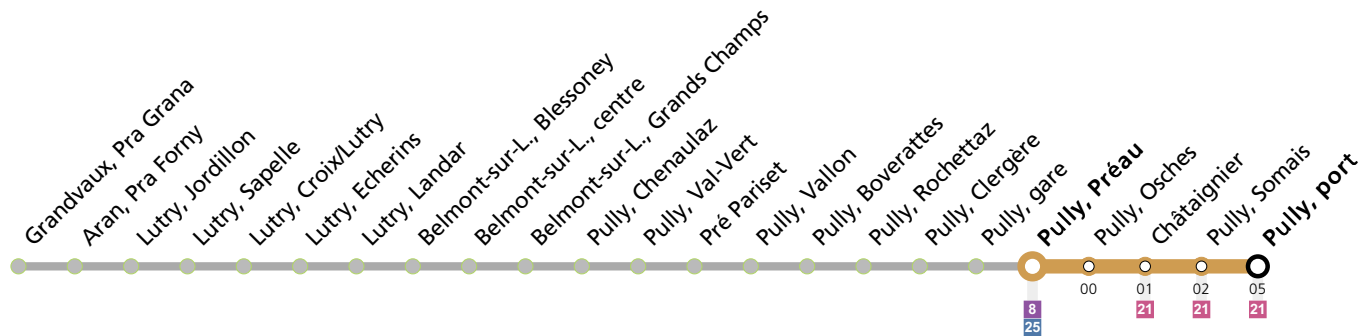 Grandvaux, Pra Grana
Aran, Pra Forny
Lutry, Jordillon
Lutry, Sapelle
Lutry, Croix/Lutry
Lutry, Echerins
Lutry, Landar
Belmont-sur-L., Blessoney
Belmont-sur-L., centre
Belmont-sur-L., Grands Champs
Pully, Chenaulaz
Pully, Val-Vert
Pré Pariset
Pully, Vallon
Pully, Boverattes
Pully, Rochettaz
Pully, Clergère
Pully, gare
Pully, Préau
Pully, Osches
Châtaignier
Pully, Somais
Pully, port
00 01 02 05
8 21 21 21
25